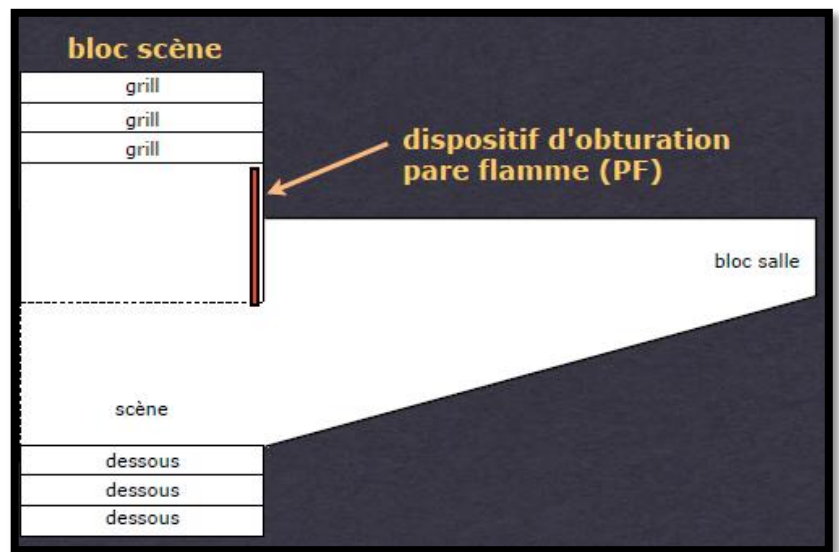 bloc scène
grill
grill
grill
dispositif d'obturation
pare flamme (PF)
bloc salle
scène
dessous
dessous
dessous